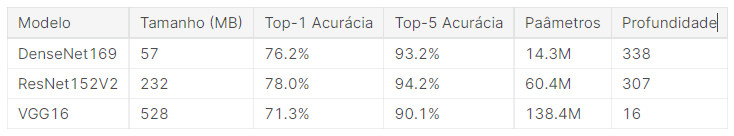 Modelo Tamanho (MB) Top-1 Acurácia Top-5 Acurácia Paâmetros Profundidade
DenseNet169 57 76.2% 93.2% 14.3M 338
ResNet152V2 232 78.0% 94.2% 60.4M 307
VGG16 528 71.3% 90.1% 138.4M 16